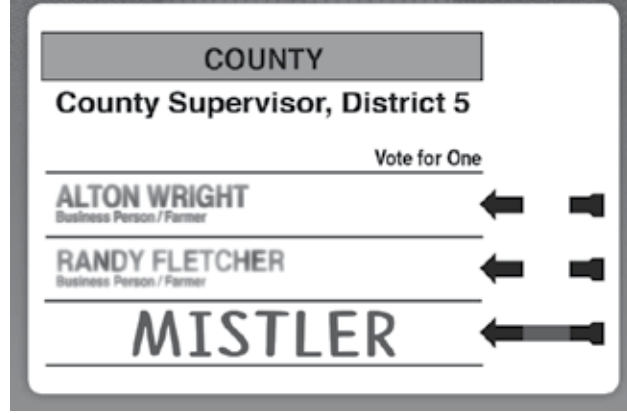 COUNTY
County Supervisor, District 5
Vote for One
ALTON WRIGHT
Business Person / Farmer
RANDY FLETCHER
Business Person / Farmer
MISTLER